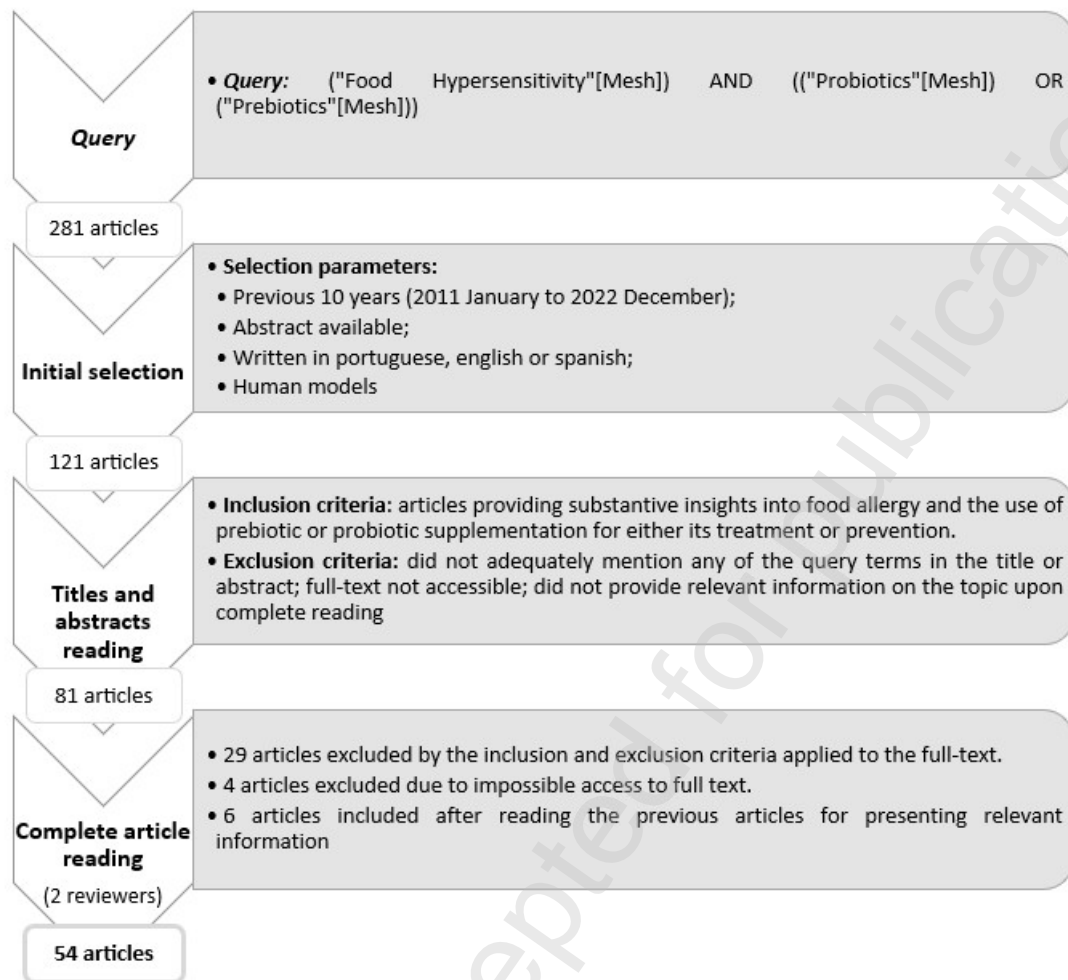 • Query: ("Food Hypersensitivity"[Mesh]) AND (("Probiotics"[Mesh]) OR
("Prebiotics"[Mesh]))
Query
281 articles
• Selection parameters:
• Previous 10 years (2011 January to 2022 December);
• Abstract available;
• Written in portuguese, english or spanish;
• Human models
Initial selection
121 articles
• Inclusion criteria: articles providing substantive insights into food allergy and the use of
prebiotic or probiotic supplementation for either its treatment or prevention.
• Exclusion criteria: did not adequately mention any of the query terms in the title or
abstract; full-text not accessible; did not provide relevant information on the topic upon
complete reading
Titles and
abstracts
reading
81 articles
• 29 articles excluded by the inclusion and exclusion criteria applied to the full-text.
• 4 articles excluded due to impossible access to full text.
• 6 articles included after reading the previous articles for presenting relevant
information
Complete article
reading
(2 reviewers)
54 articles
epted for publicatio